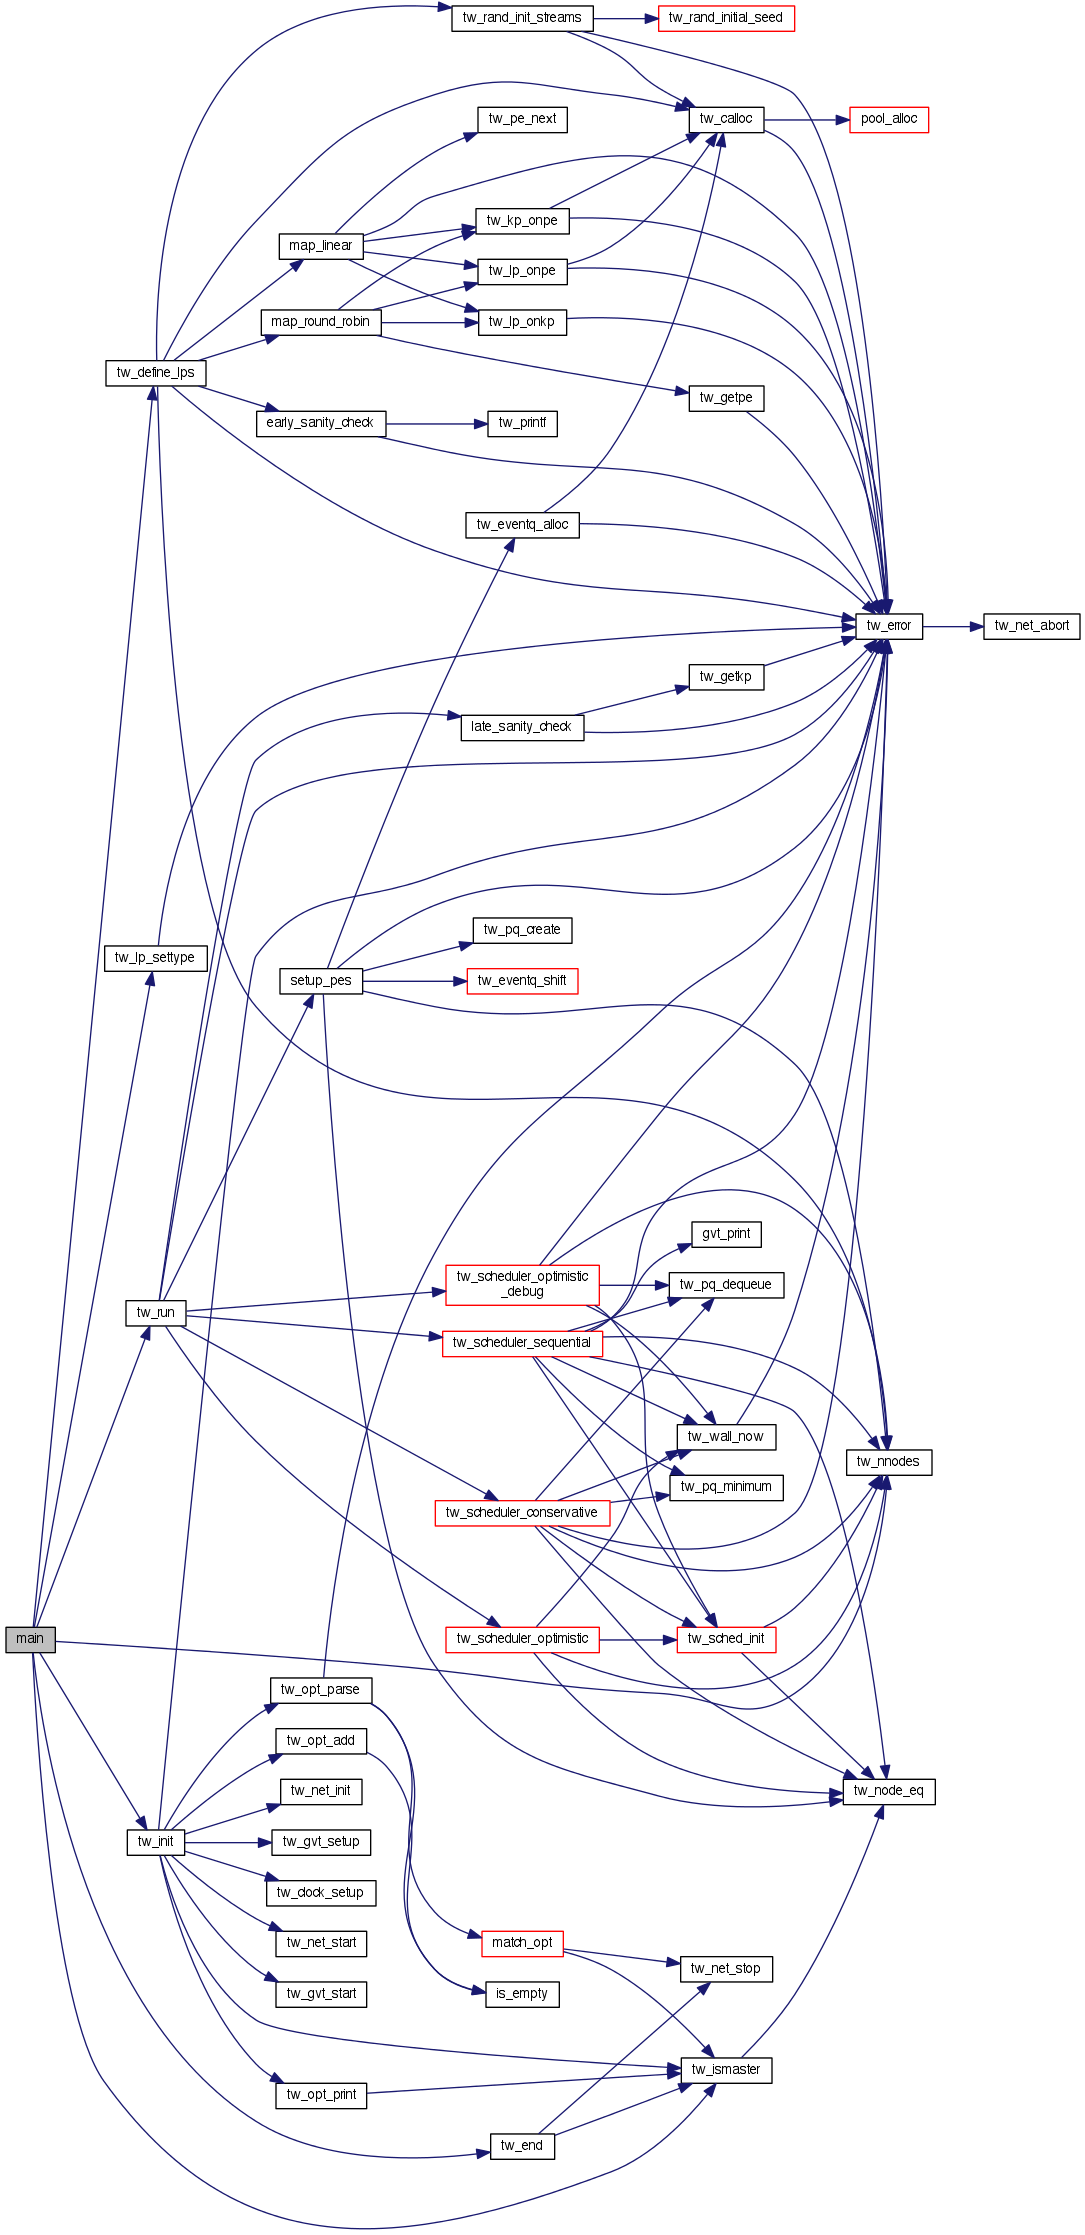 tw_rand_init_streams
tw_rand_initial_seed
tw_pe_next
tw_calloc
pool_alloc
tw_kp_onpe
map_linear
tw_lp_onpe
map_round_robin
tw_lp_onkp
tw_define_lps
tw_getpe
early_sanity_check
tw_printf
tw_eventq_alloc
tw_error
tw_net_abort
tw_getkp
late_sanity_check
tw_pq_create
tw_lp_settype
setup_pes
tw_eventq_shift
gvt_print
tw_scheduler_optimistic
_debug
tw_pq_dequeue
tw_run
tw_scheduler_sequential
tw_wall_now
tw_nnodes
tw_pq_minimum
tw_scheduler_conservative
main
tw_scheduler_optimistic
tw_sched_init
tw_opt_parse
tw_opt_add
tw_net_init
tw_node_eq
tw_init
tw_gvt_setup
tw_clock_setup
tw_net_start
match_opt
tw_net_stop
tw_gvt_start
is_empty
tw_ismaster
tw_opt_print
tw_end